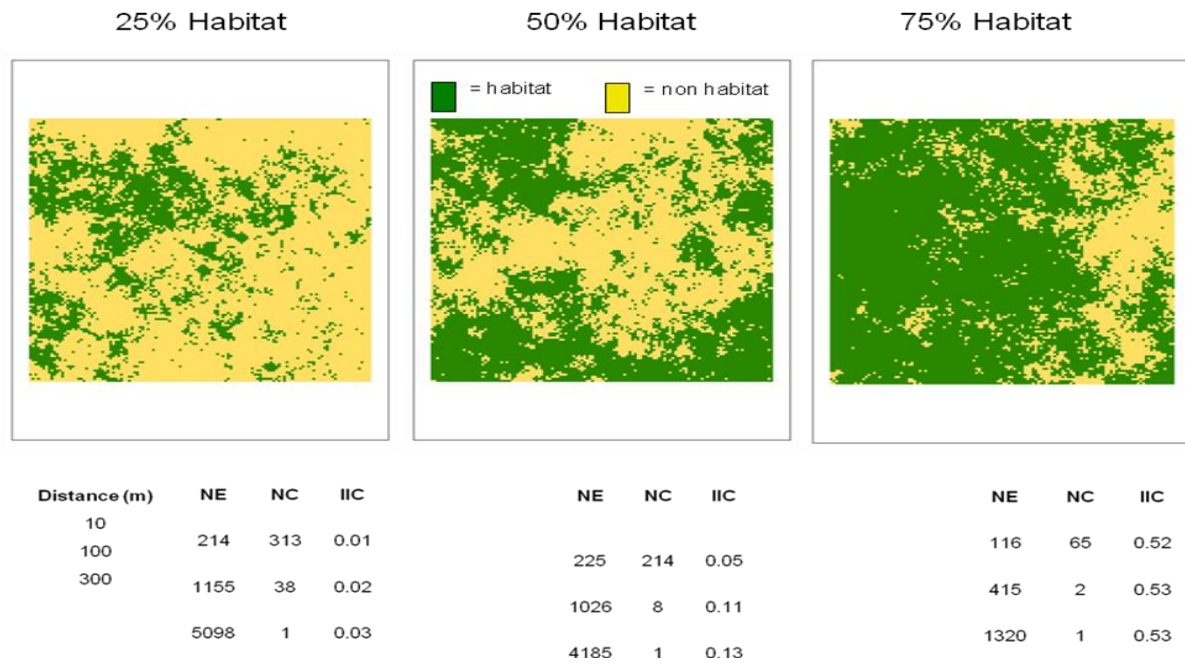 25% Habitat
50% Habitat
75% Habitat
= habitat
= non habitat
Distance (m) NE NC IIC
10
100
300
214 313 0.01
1155 38 0.02
5098 1 0.03
NE NC IIC
225 214 0.05
1026 8 0.11
4185 1 0.13
NE NC IIC
116 65 0.52
415 2 0.53
1320 1 0.53